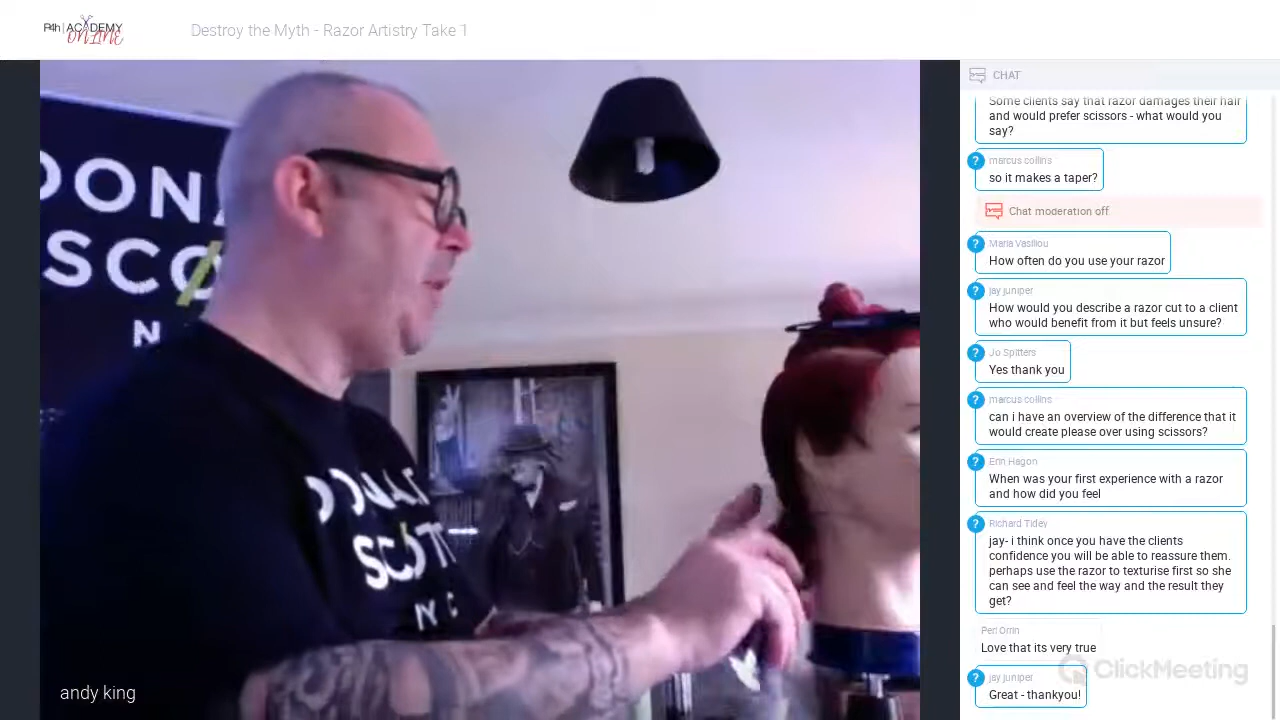 P4h | ACADEMY
ONLINE
Destroy the Myth - Razor Artistry Take 1
CHAT
Some clients say that razor damages their hair
and would prefer scissors - what would you
say?
marcus collins
so it makes a taper?
Chat moderation off
Maria Vasiliou
How often do you use your razor
jay juniper
How would you describe a razor cut to a client
who would benefit from it but feels unsure?
Jo Spitters
Yes thank you
marcus collins
can i have an overview of the difference that it
would create please over using scissors?
Erin Hagon
When was your first experience with a razor
and how did you feel
Richard Tidey
jay- i think once you have the clients
confidence you will be able to reassure them.
perhaps use the razor to texturise first so she
can see and feel the way and the result they
get?
Peri Orrin
Love that its very true
ClickMeeting
jay juniper
Great - thankyou!
DONA
SCO
N
DONALD
SCOTT
NYC
andy king